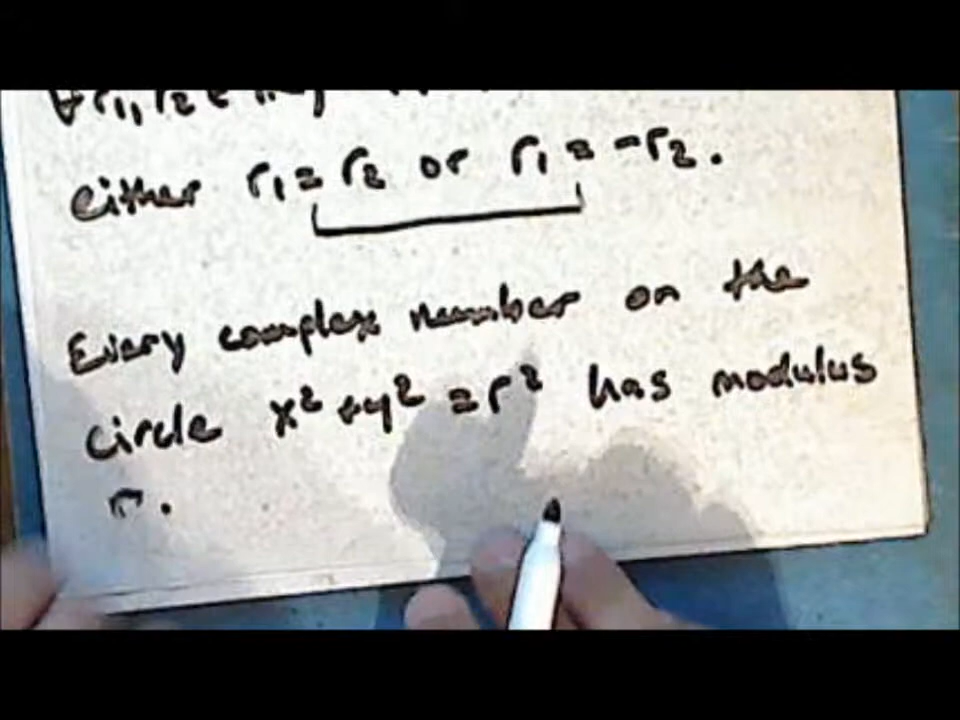 either r₁ = r₂ or r₁ = -r₂.
Every complex number on the
circle x² + y² = r² has modulus
r.